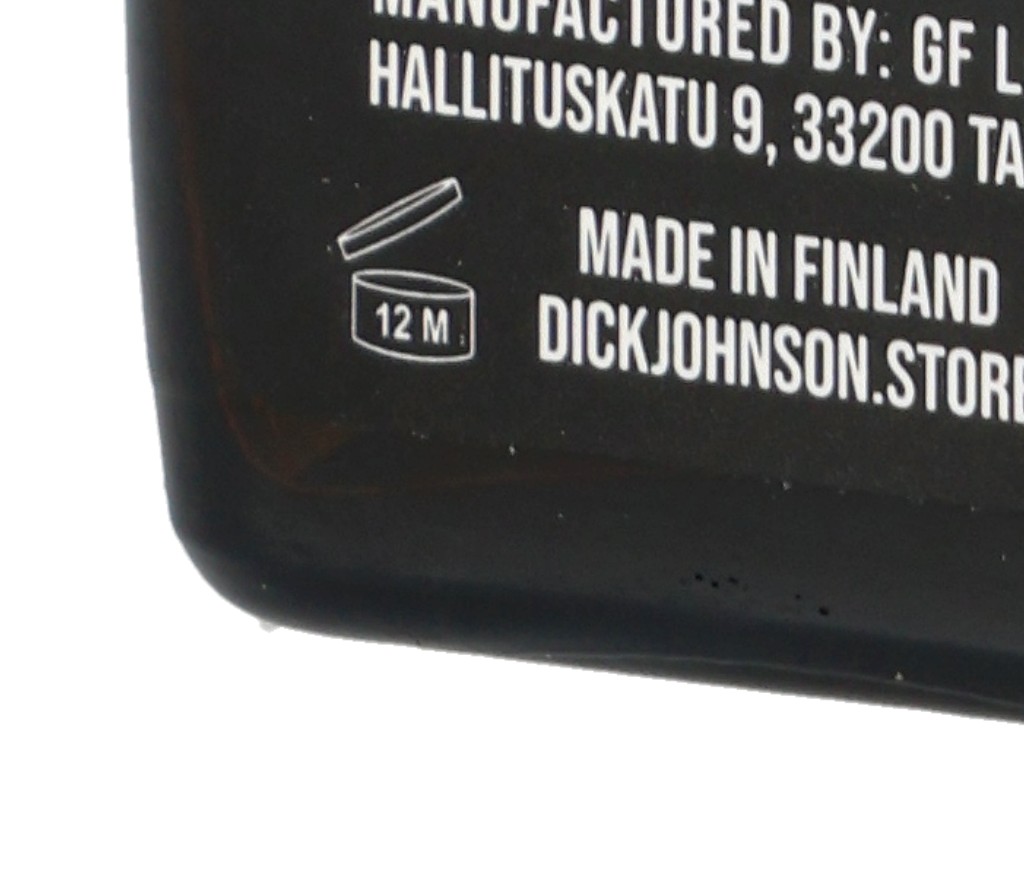 MANUFACTURED BY: GF
HALLITUSKATU 9, 33200
12 M
MADE IN FINLAND
DICKJOHNSON.STORE